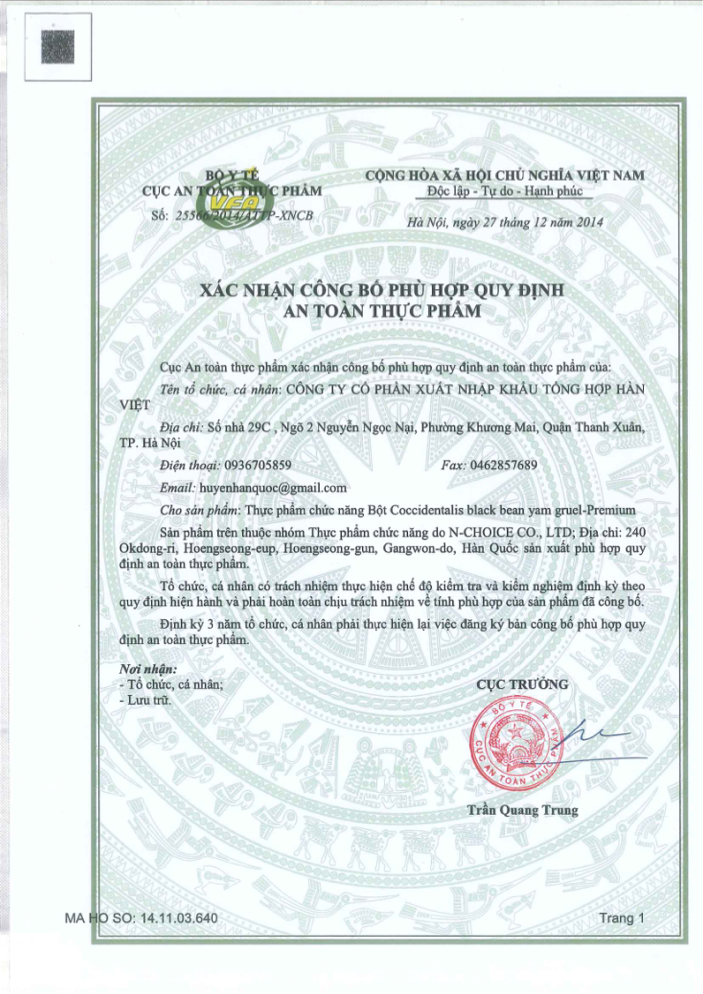 BỘ Y TẾ
CỤC AN TOÀN THỰC PHẨM
Số: 25566/2014/ATTP-XNCB
VFA
CỘNG HÒA XÃ HỘI CHỦ NGHĨA VIỆT NAM
Độc lập - Tự do - Hạnh phúc
Hà Nội, ngày 27 tháng 12 năm 2014
XÁC NHẬN CÔNG BỐ PHÙ HỢP QUY ĐỊNH
AN TOÀN THỰC PHẨM
Cục An toàn thực phẩm xác nhận công bố phù hợp quy định an toàn thực phẩm của:
Tên tổ chức, cá nhân: CÔNG TY CỔ PHẦN XUẤT NHẬP KHẨU TỔNG HỢP HÀN
VIỆT
Địa chỉ: Số nhà 29C , Ngõ 2 Nguyễn Ngọc Nại, Phường Khương Mai, Quận Thanh Xuân,
TP. Hà Nội
Điện thoại: 0936705859 Fax: 0462857689
Email: huyenhanquoc@gmail.com
Cho sản phẩm: Thực phẩm chức năng Bột Coccidentalis black bean yam gruel-Premium
Sản phẩm trên thuộc nhóm Thực phẩm chức năng do N-CHOICE CO., LTD; Địa chỉ: 240
Okdong-ri, Hoengseong-eup, Hoengseong-gun, Gangwon-do, Hàn Quốc sản xuất phù hợp quy
định an toàn thực phẩm.
Tổ chức, cá nhân có trách nhiệm thực hiện chế độ kiểm tra và kiểm nghiệm định kỳ theo
quy định hiện hành và phải hoàn toàn chịu trách nhiệm về tính phù hợp của sản phẩm đã công bố.
Định kỳ 3 năm tổ chức, cá nhân phải thực hiện lại việc đăng ký bản công bố phù hợp quy
định an toàn thực phẩm.
Nơi nhận:
- Tổ chức, cá nhân;
- Lưu trữ.
CỤC TRƯỞNG
BỘ Y TẾ
CỤC AN TOÀN THỰC PHẨM
Trần Quang Trung
MA HO SO: 14.11.03.640
Trang 1